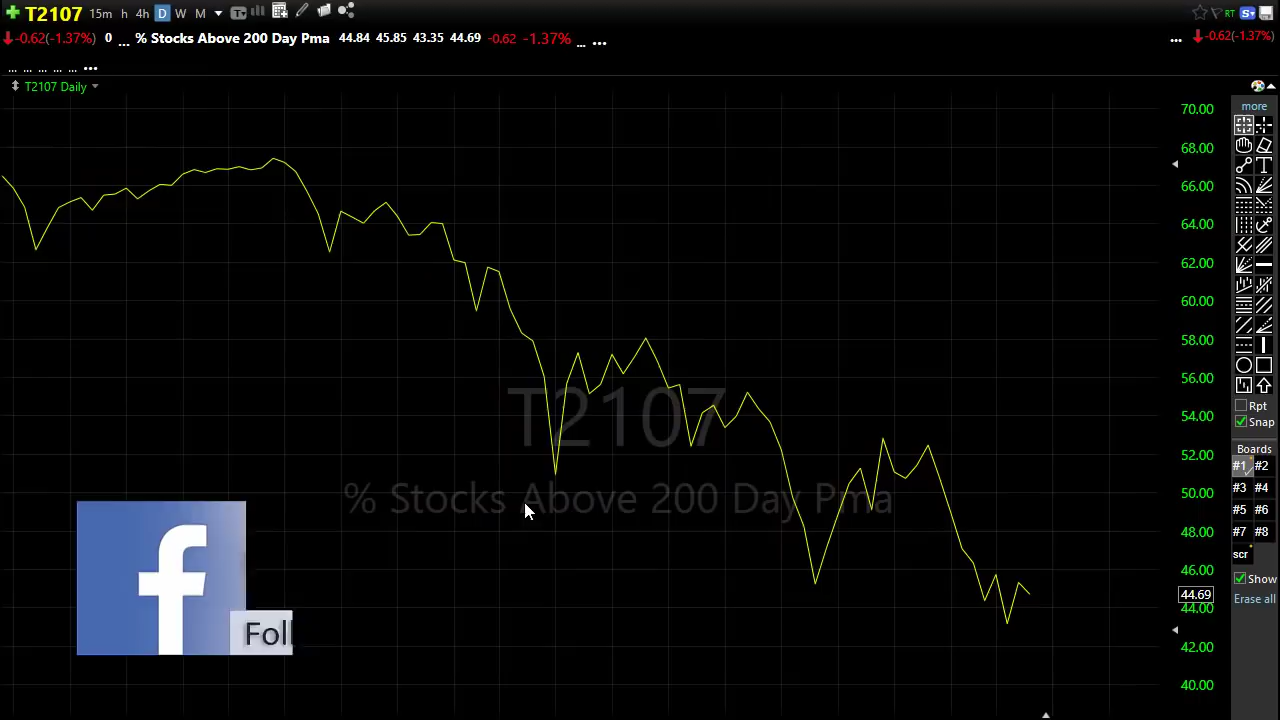 T2107 15m h 4h D W M T RT S
-0.62(-1.37%) 0 ... % Stocks Above 200 Day Pma 44.84 45.85 43.35 44.69 -0.62 -1.37% ... ... ... -0.62(-1.37%)
... ... ... ... ... ...
T2107 Daily
more
T
70.00
68.00
66.00
64.00
62.00
60.00
58.00
56.00
54.00
52.00
50.00
48.00
46.00
44.69
44.00
42.00
40.00
T2107
% Stocks Above 200 Day Pma
Rpt
Snap
Boards
#1 #2
#3 #4
#5 #6
#7 #8
scr
Show
Erase all
f
Foll